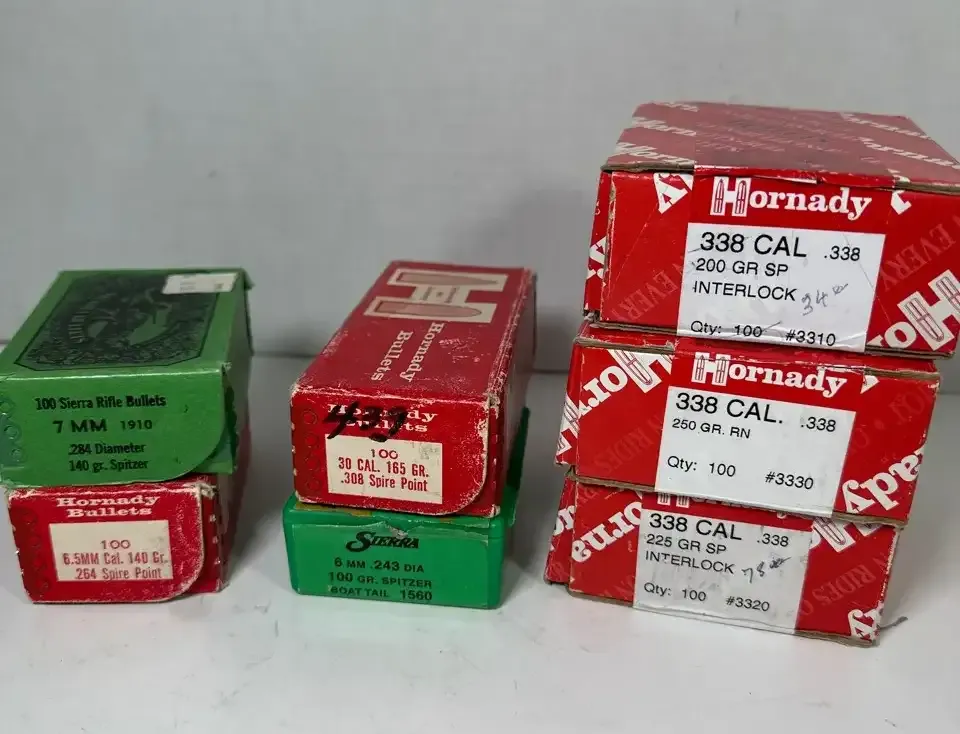 100 Sierra Rifle Bullets
7 MM 1910
.284 Diameter
140 gr. Spitzer
Hornady
Bullets
100
6.5MM Cal. 140 Gr.
.264 Spire Point
Hornady
Bullets
433
Bullets
100
30 CAL. 165 GR.
.308 Spire Point
SIERRA
6 MM .243 DIA
100 GR. SPITZER
BOAT TAIL 1560
Hornady
338 CAL .338
200 GR SP
INTERLOCK
Qty: 100 #3310
Hornady
338 CAL. .338
250 GR. RN
Qty: 100 #3330
338 CAL .338
225 GR SP
INTERLOCK
Qty: 100 #3320